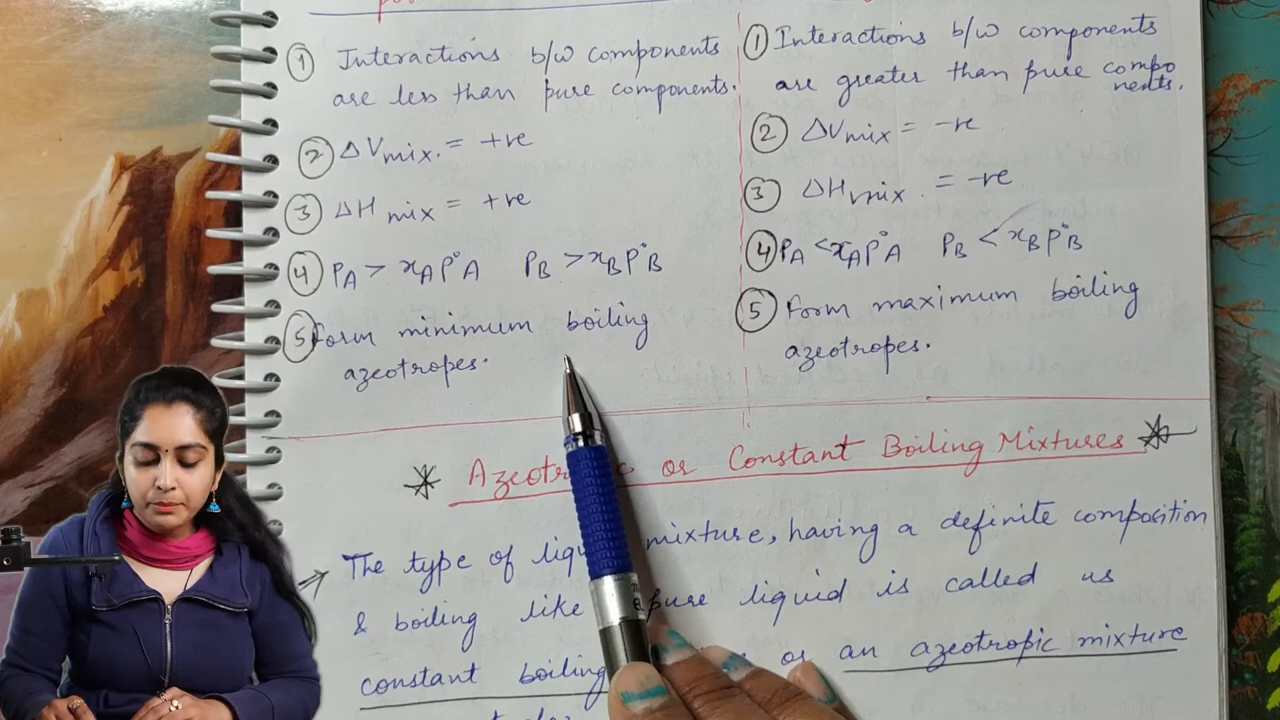 ① Interactions b/w components
are less than pure components.
② ΔVmix. = +ve
③ ΔH mix = +ve
④ PA > xAP°A PB > xBP°B
⑤ Form minimum boiling
azeotropes.
① Interactions b/w components
are greater than pure compo
nents.
② ΔVmix = -ve
③ ΔHmix = -ve
④ PA < xAP°A PB < xBP°B
⑤ Form maximum boiling
azeotropes.
* or Constant Boiling Mixtures *
→ The type of mixture, having a definite composition
& boiling like pure liquid is called as
constant boiling or an azeotropic mixture